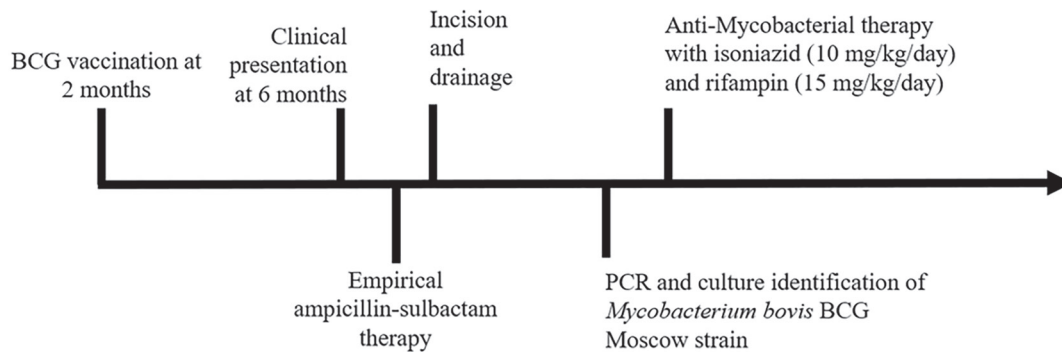 BCG vaccination at
2 months
Clinical
presentation
at 6 months
Incision
and
drainage
Anti-Mycobacterial therapy
with isoniazid (10 mg/kg/day)
and rifampin (15 mg/kg/day)
Empirical
ampicillin-sulbactam
therapy
PCR and culture identification of
Mycobacterium bovis BCG
Moscow strain